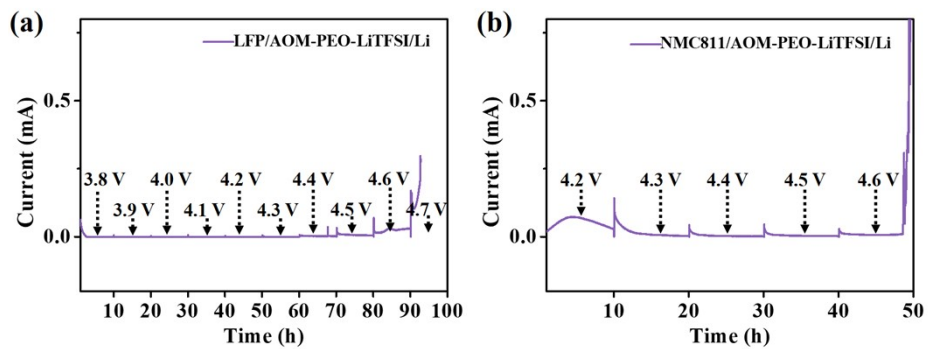 (a)
LFP/AOM-PEO-LiTFSI/Li
Current (mA)
0.5
0.0
3.8 V
4.0 V
4.2 V
4.4 V
4.6 V
3.9 V
4.1 V
4.3 V
4.5 V
4.7 V
10 20 30 40 50 60 70 80 90 100
Time (h)
(b)
NMC811/AOM-PEO-LiTFSI/Li
Current (mA)
0.5
0.0
4.2 V
4.3 V
4.4 V
4.5 V
4.6 V
10 20 30 40 50
Time (h)